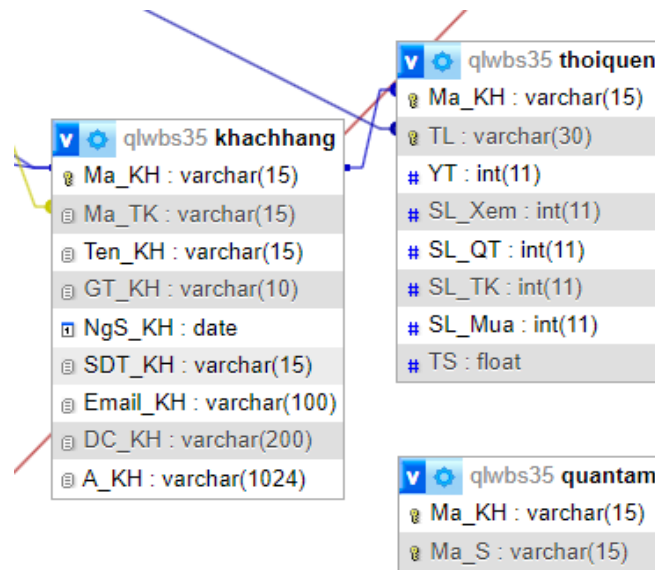 v qlwbs35 khachhang
Ma_KH : varchar(15)
Ma_TK : varchar(15)
Ten_KH : varchar(15)
GT_KH : varchar(10)
NgS_KH : date
SDT_KH : varchar(15)
Email_KH : varchar(100)
DC_KH : varchar(200)
A_KH : varchar(1024)
v qlwbs35 thoiquen
Ma_KH : varchar(15)
TL : varchar(30)
# YT : int(11)
# SL_Xem : int(11)
# SL_QT : int(11)
# SL_TK : int(11)
# SL_Mua : int(11)
# TS : float
v qlwbs35 quantam
Ma_KH : varchar(15)
Ma_S : varchar(15)